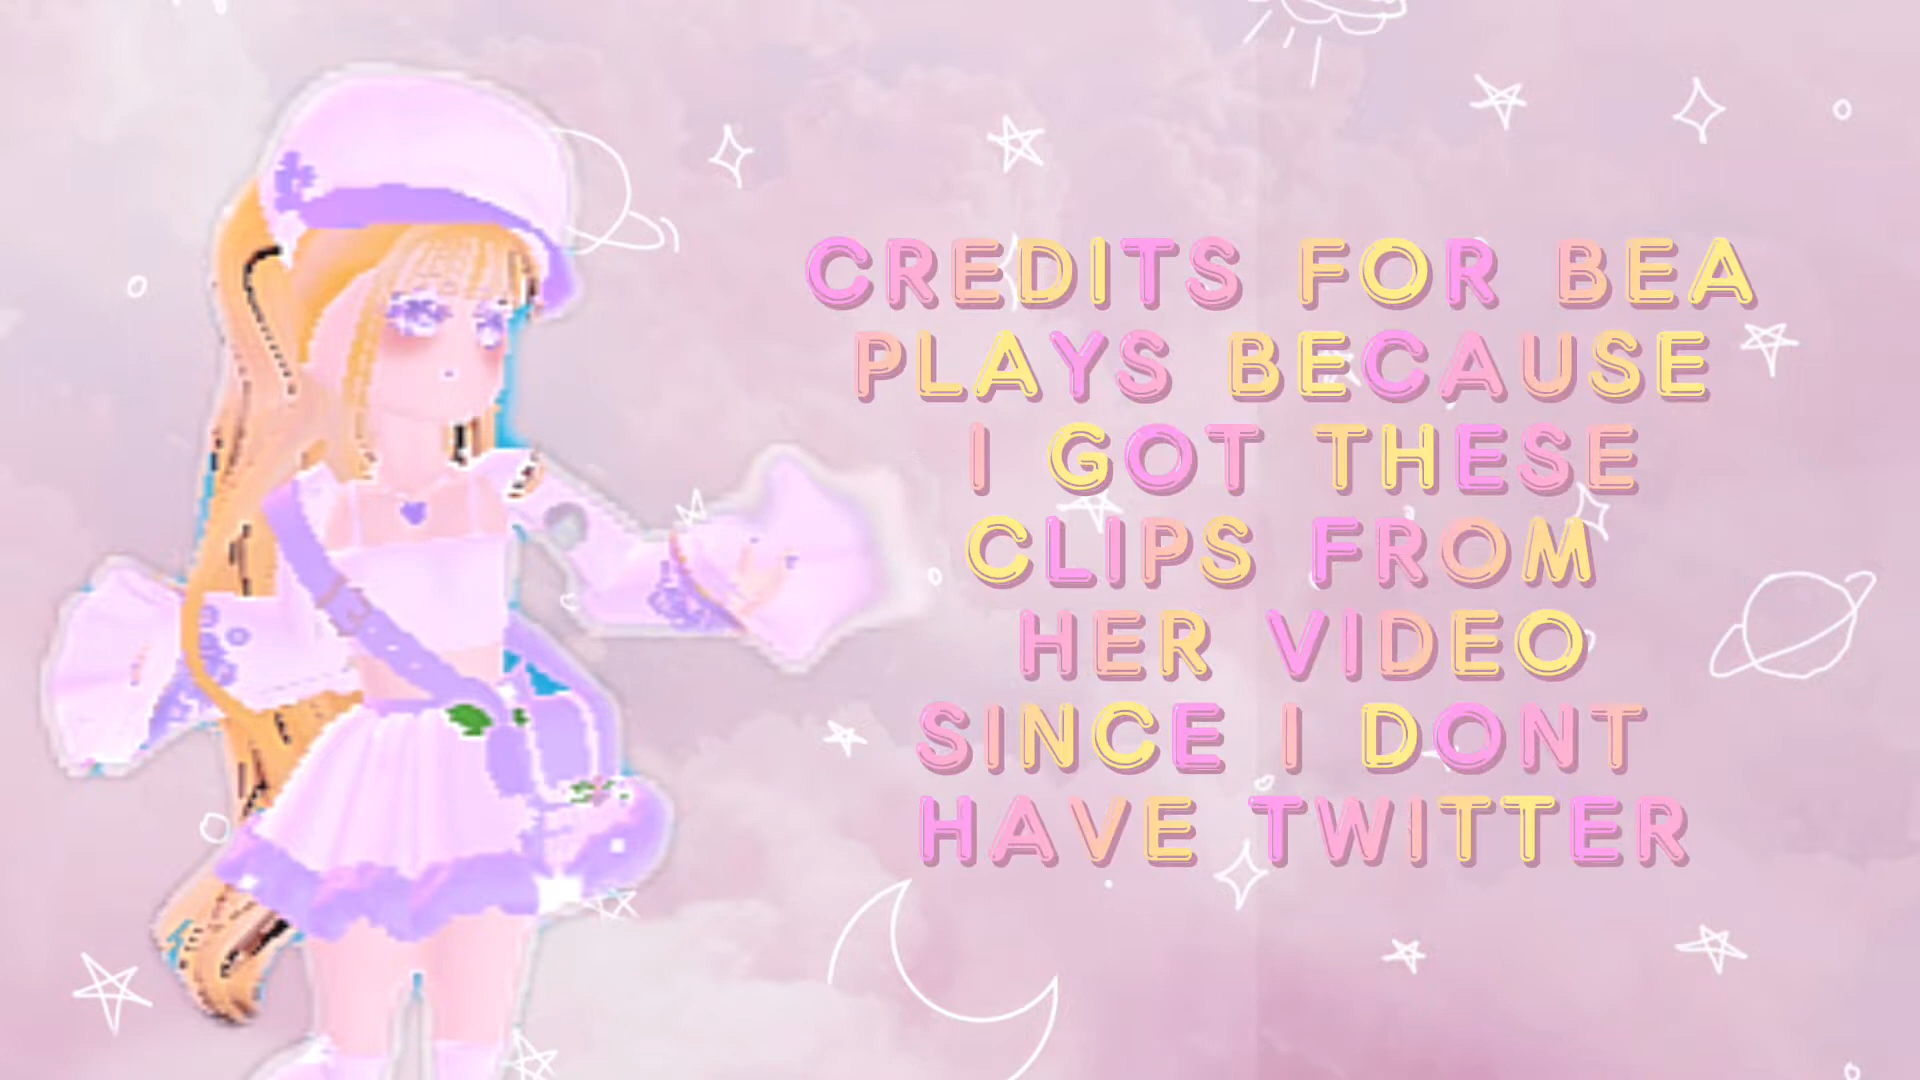 CREDITS FOR BEA
PLAYS BECAUSE
I GOT THESE
CLIPS FROM
HER VIDEO
SINCE I DONT
HAVE TWITTER